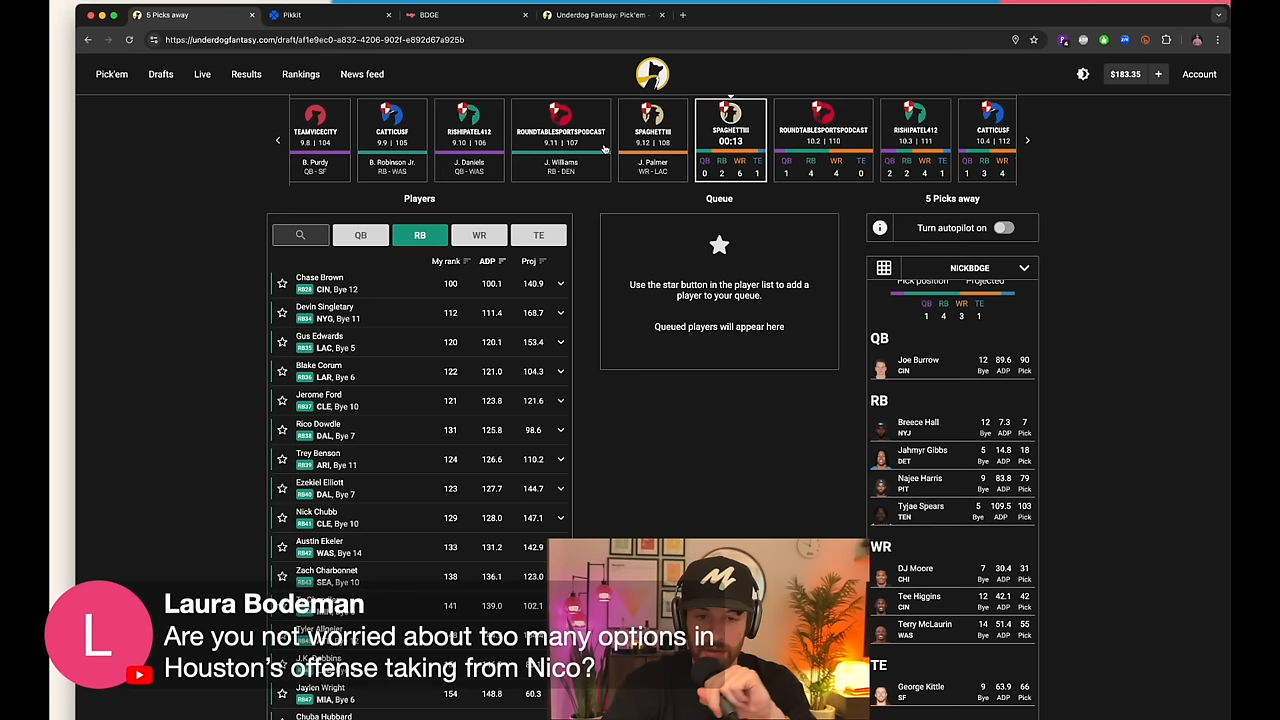 5 Picks away
Pikkit
BDGE
Underdog Fantasy: Pick'em
https://underdogfantasy.com/draft/af1e9ec0-a832-4206-902f-e892d67a925b
Pick'em Drafts Live Results Rankings News feed
$183.35 + Account
TEAMVICECITY
9.8 | 104
B. Purdy
QB - SF
CATTICUSF
9.9 | 105
B. Robinson Jr.
RB - WAS
RISHIPATEL412
9.10 | 106
J. Daniels
QB - WAS
ROUNDTABLESPORTSPODCAST
9.11 | 107
J. Williams
RB - DEN
SPAGHETTIII
9.12 | 108
J. Palmer
WR - LAC
SPAGHETTIII
00:13
QB RB WR TE
0 2 6 1
ROUNDTABLESPORTSPODCAST
10.2 | 110
QB RB WR TE
1 4 4 0
RISHIPATEL412
10.3 | 111
QB RB WR TE
2 2 4 1
CATTICUSF
10.4 | 112
QB RB WR
1 3 4
Players
QB RB WR TE
My rank ADP Proj
Chase Brown
RB28 CIN, Bye 12
100 100.1 140.9
Devin Singletary
RB34 NYG, Bye 11
112 111.4 168.7
Gus Edwards
RB35 LAC, Bye 5
120 120.1 153.4
Blake Corum
RB36 LAR, Bye 6
122 121.0 104.3
Jerome Ford
RB37 CLE, Bye 10
121 123.8 121.6
Rico Dowdle
RB38 DAL, Bye 7
131 125.8 98.6
Trey Benson
RB39 ARI, Bye 11
124 126.6 110.2
Ezekiel Elliott
RB40 DAL, Bye 7
123 127.7 144.7
Nick Chubb
RB41 CLE, Bye 10
129 128.0 147.1
Austin Ekeler
RB42 WAS, Bye 14
133 131.2 142.9
Zach Charbonnet
SEA, Bye 10
138 136.1 123.0
141 139.0 102.1
Tyler Allgeier
J.K. Dobbins
Jaylen Wright
RB47 MIA, Bye 6
154 148.8 60.3
Chuba Hubbard
Queue
Use the star button in the player list to add a
player to your queue.
Queued players will appear here
5 Picks away
Turn autopilot on
NICKBDGE
Pick position Projected
QB RB WR TE
1 4 3 1
QB
Joe Burrow 12 89.6 90
CIN Bye ADP Pick
RB
Breece Hall 12 7.3 7
NYJ Bye ADP Pick
Jahmyr Gibbs 5 14.8 18
DET Bye ADP Pick
Najee Harris 9 83.8 79
PIT Bye ADP Pick
Tyjae Spears 5 109.5 103
TEN Bye ADP Pick
WR
DJ Moore 7 30.4 31
CHI Bye ADP Pick
Tee Higgins 12 42.1 42
CIN Bye ADP Pick
Terry McLaurin 14 51.4 55
WAS Bye ADP Pick
TE
George Kittle 9 63.9 66
SF Bye ADP Pick
L
Laura Bodeman
Are you not worried about too many options in
Houston's offense taking from Nico?